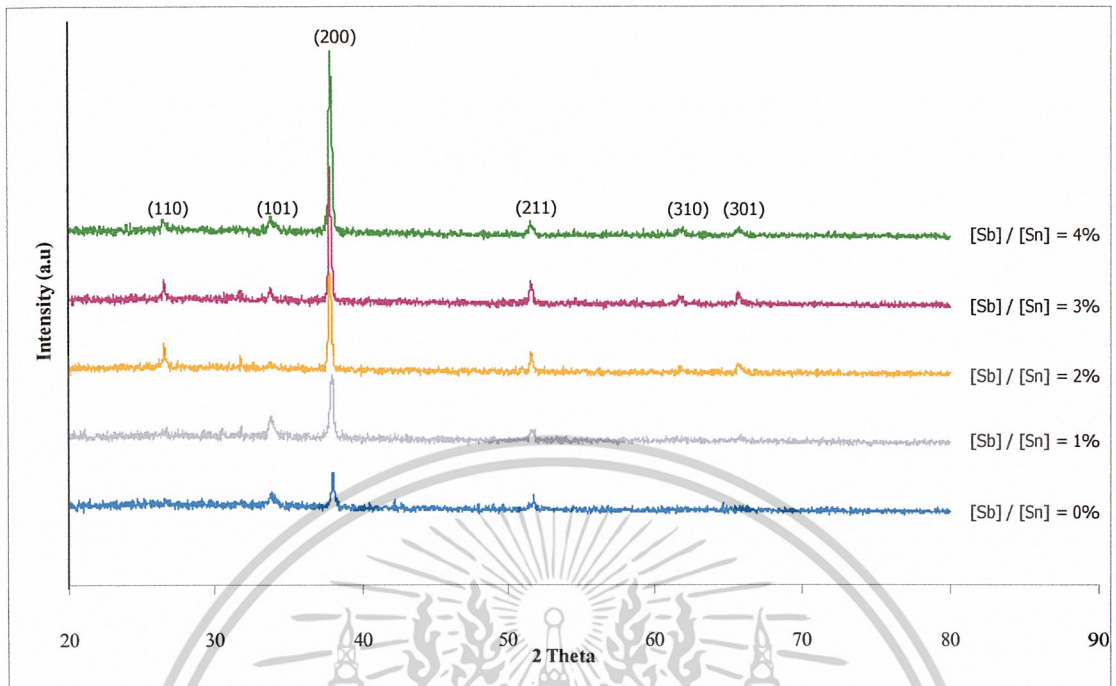 (200)
(110)
(101)
(211)
(310)
(301)
[Sb] / [Sn] = 4%
[Sb] / [Sn] = 3%
[Sb] / [Sn] = 2%
[Sb] / [Sn] = 1%
[Sb] / [Sn] = 0%
Intensity (a.u)
20
30
40
50
60
70
80
90
2 Theta